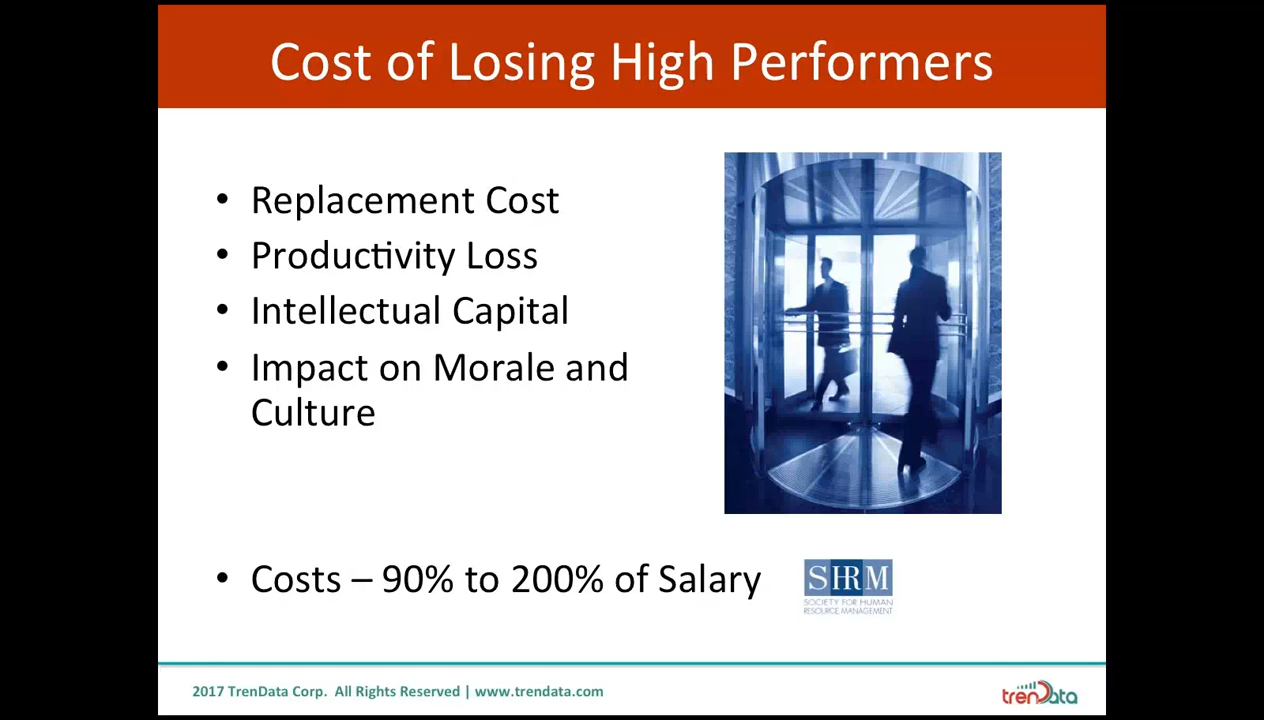 Cost of Losing High Performers
• Replacement Cost
• Productivity Loss
• Intellectual Capital
• Impact on Morale and
Culture
• Costs – 90% to 200% of Salary
SHRM
SOCIETY FOR HUMAN
RESOURCE MANAGEMENT
2017 TrenData Corp. All Rights Reserved | www.trendata.com
trenData